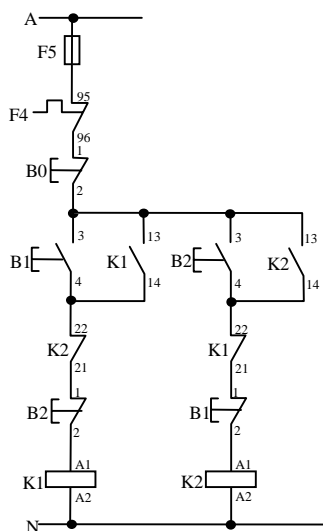 A
F5
95
F4
96
1
B0
2
3 13 3 13
B1 K1 B2 K2
4 14 4 14
22 22
K2 K1
21 21
1 1
B2 B1
2 2
A1 A1
K1 K2
A2 A2
N